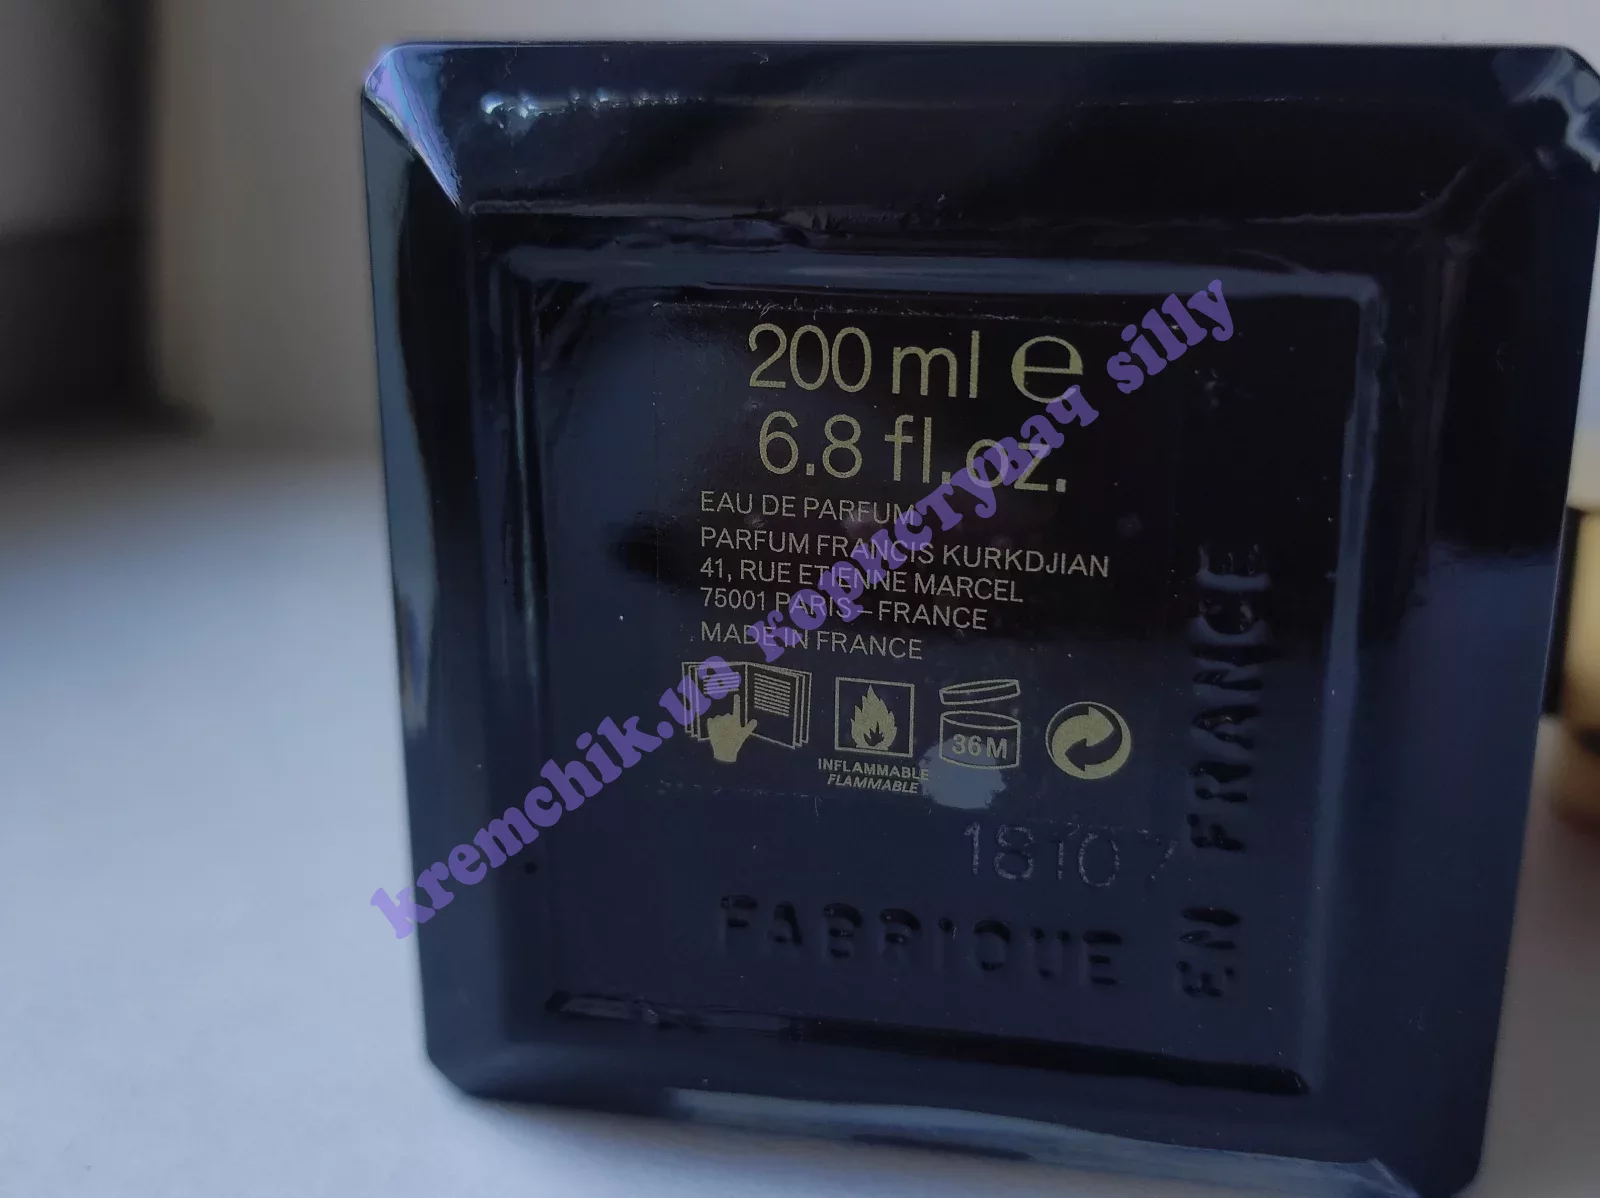 200 ml ℮
6.8 fl.oz.
EAU DE PARFUM
PARFUM FRANCIS KURKDJIAN
41, RUE ETIENNE MARCEL
75001 PARIS – FRANCE
MADE IN FRANCE
36 M
INFLAMMABLE
FLAMMABLE
18107
FABRIQUE
EN FRANCE
kremchik.ua користувач silly